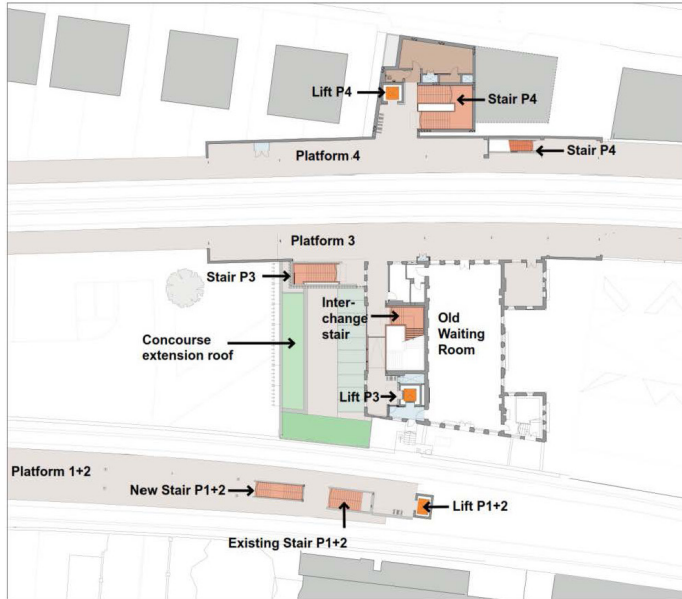 Lift P4
Stair P4
Platform 4
Stair P4
Platform 3
Stair P3
Inter-
change
stair
Old
Waiting
Room
Concourse
extension roof
Lift P3
Platform 1+2
New Stair P1+2
Lift P1+2
Existing Stair P1+2